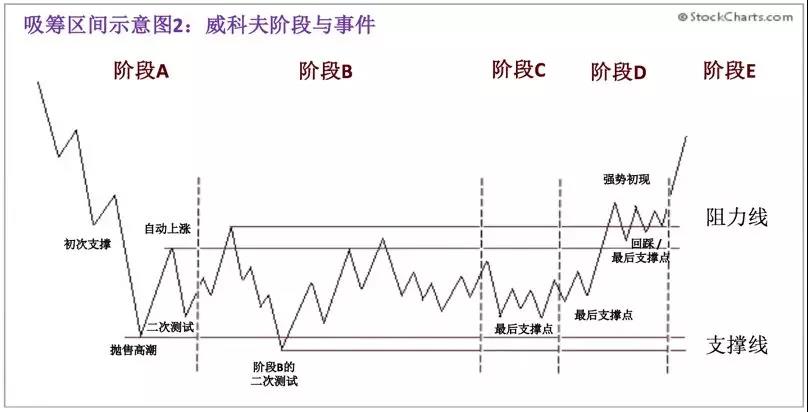 吸筹区间示意图2：威科夫阶段与事件
©StockCharts.com
阶段A
阶段B
阶段C
阶段D
阶段E
强势初现
阻力线
自动上涨
初次支撑
回踩/
最后支撑点
二次测试
最后支撑点
最后支撑点
支撑线
抛售高潮
阶段B的
二次测试